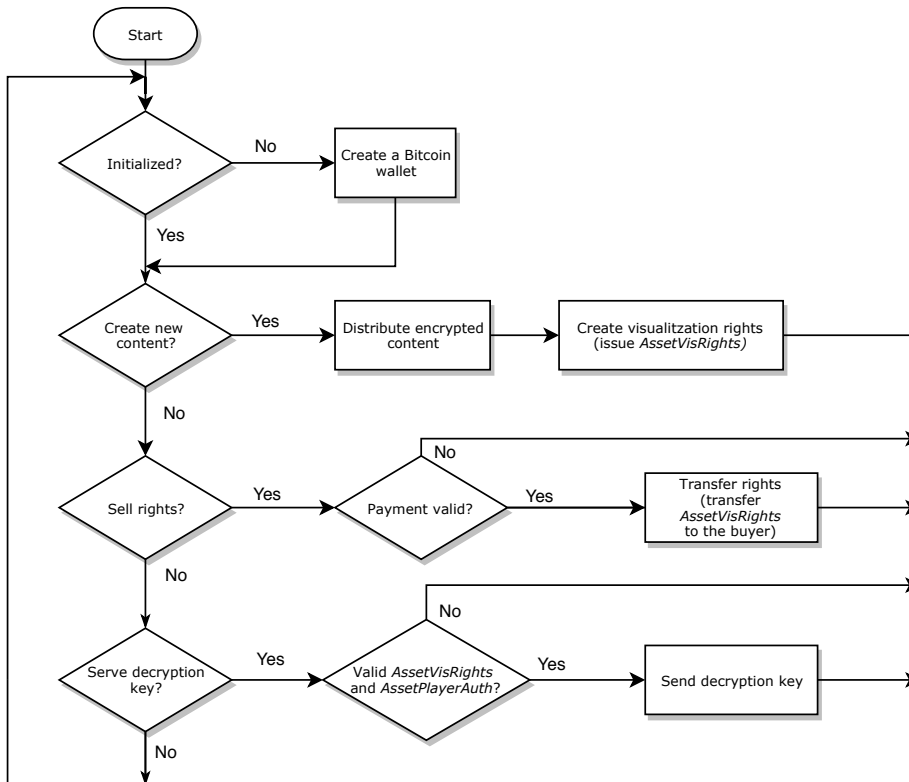 Start
Initialized?
No
Create a Bitcoin
wallet
Yes
Create new
content?
Yes
Distribute encrypted
content
Create visualitzation rights
(issue AssetVisRights)
No
Sell rights?
Yes
Payment valid?
No
Yes
Transfer rights
(transfer
AssetVisRights
to the buyer)
No
Serve decryption
key?
Yes
Valid AssetVisRights
and AssetPlayerAuth?
No
Yes
Send decryption key
No